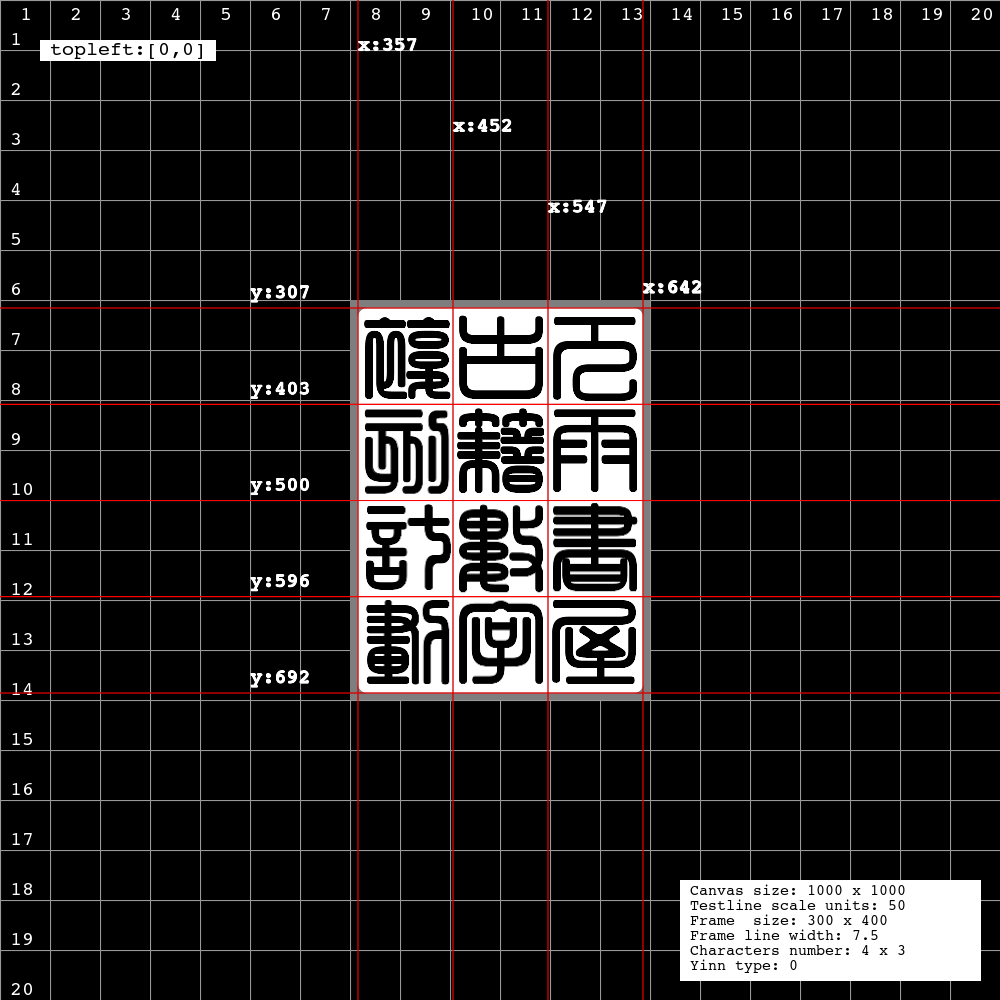 1 2 3 4 5 6 7 8 9 10 11 12 13 14 15 16 17 18 19 20
1
2
3
4
5
6
7
8
9
10
11
12
13
14
15
16
17
18
19
20
topleft:[0,0]
x:357
x:452
x:547
x:642
y:307
y:403
y:500
y:596
y:692
兀雨書屋
古籍數字
復刻計劃
Canvas size: 1000 x 1000
Testline scale units: 50
Frame  size: 300 x 400
Frame line width: 7.5
Characters number: 4 x 3
Yinn type: 0